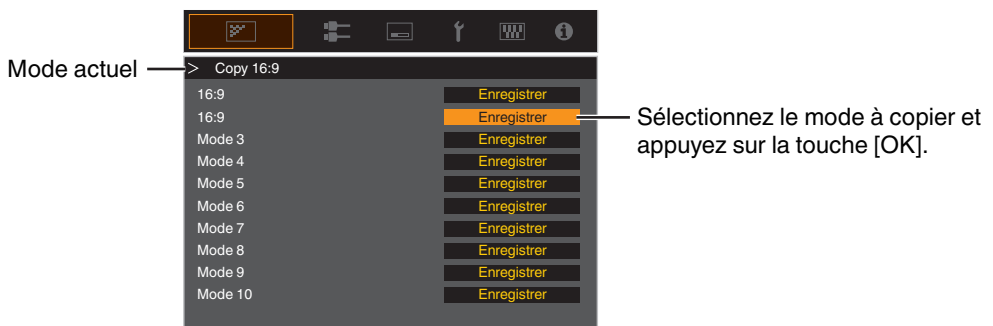 Mode actuel
> Copy 16:9
16:9 Enregistrer
16:9 Enregistrer
Mode 3 Enregistrer
Mode 4 Enregistrer
Mode 5 Enregistrer
Mode 6 Enregistrer
Mode 7 Enregistrer
Mode 8 Enregistrer
Mode 9 Enregistrer
Mode 10 Enregistrer
Sélectionnez le mode à copier et
appuyez sur la touche [OK].